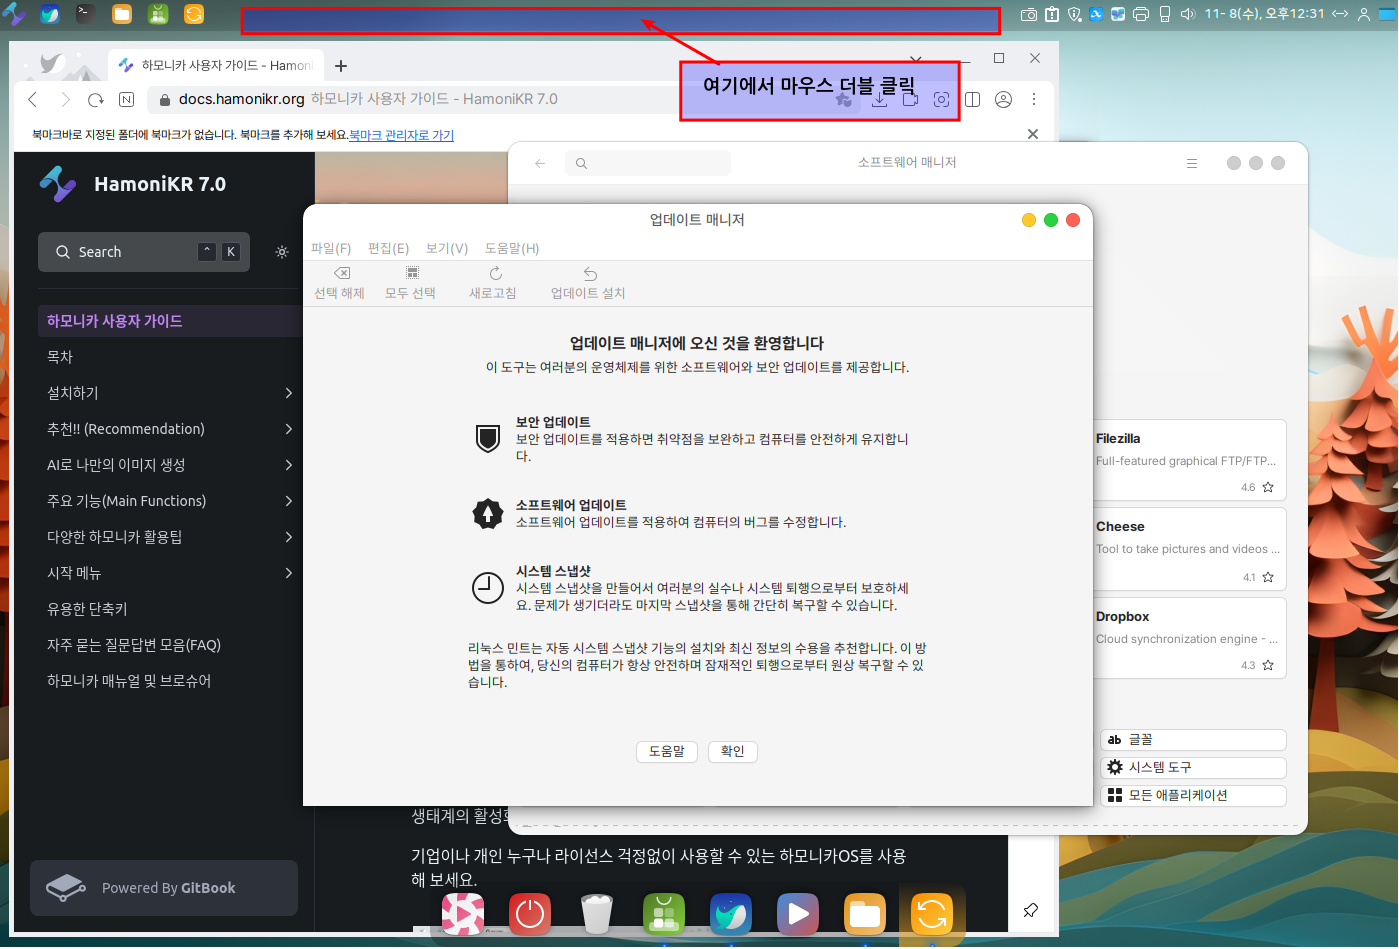 11- 8(수), 오후12:31
하모니카 사용자 가이드 - Hamoni
여기에서 마우스 더블 클릭
docs.hamonikr.org 하모니카 사용자 가이드 - HamoniKR 7.0
북마크바로 지정된 폴더에 북마크가 없습니다. 북마크를 추가해 보세요.북마크 관리자로 가기
HamoniKR 7.0
Search
^ K
하모니카 사용자 가이드
목차
설치하기
추천!! (Recommendation)
AI로 나만의 이미지 생성
주요 기능(Main Functions)
다양한 하모니카 활용팁
시작 메뉴
유용한 단축키
자주 묻는 질문답변 모음(FAQ)
하모니카 매뉴얼 및 브로슈어
Powered By GitBook
소프트웨어 매니저
업데이트 매니저
파일(F) 편집(E) 보기(V) 도움말(H)
선택 해제 모두 선택 새로고침 업데이트 설치
업데이트 매니저에 오신 것을 환영합니다
이 도구는 여러분의 운영체제를 위한 소프트웨어와 보안 업데이트를 제공합니다.
보안 업데이트
보안 업데이트를 적용하면 취약점을 보완하고 컴퓨터를 안전하게 유지합니
다.
소프트웨어 업데이트
소프트웨어 업데이트를 적용하여 컴퓨터의 버그를 수정합니다.
시스템 스냅샷
시스템 스냅샷을 만들어서 여러분의 실수나 시스템 퇴행으로부터 보호하세
요. 문제가 생기더라도 마지막 스냅샷을 통해 간단히 복구할 수 있습니다.
리눅스 민트는 자동 시스템 스냅샷 기능의 설치와 최신 정보의 수용을 추천합니다. 이 방
법을 통하여, 당신의 컴퓨터가 항상 안전하며 잠재적인 퇴행으로부터 원상 복구할 수 있
습니다.
도움말 확인
Filezilla
Full-featured graphical FTP/FTP...
4.6
Cheese
Tool to take pictures and videos ...
4.1
Dropbox
Cloud synchronization engine - ...
4.3
ab 글꼴
시스템 도구
모든 애플리케이션
생태계의 활성
기업이나 개인 누구나 라이선스 걱정없이 사용할 수 있는 하모니카OS를 사용
해 보세요.